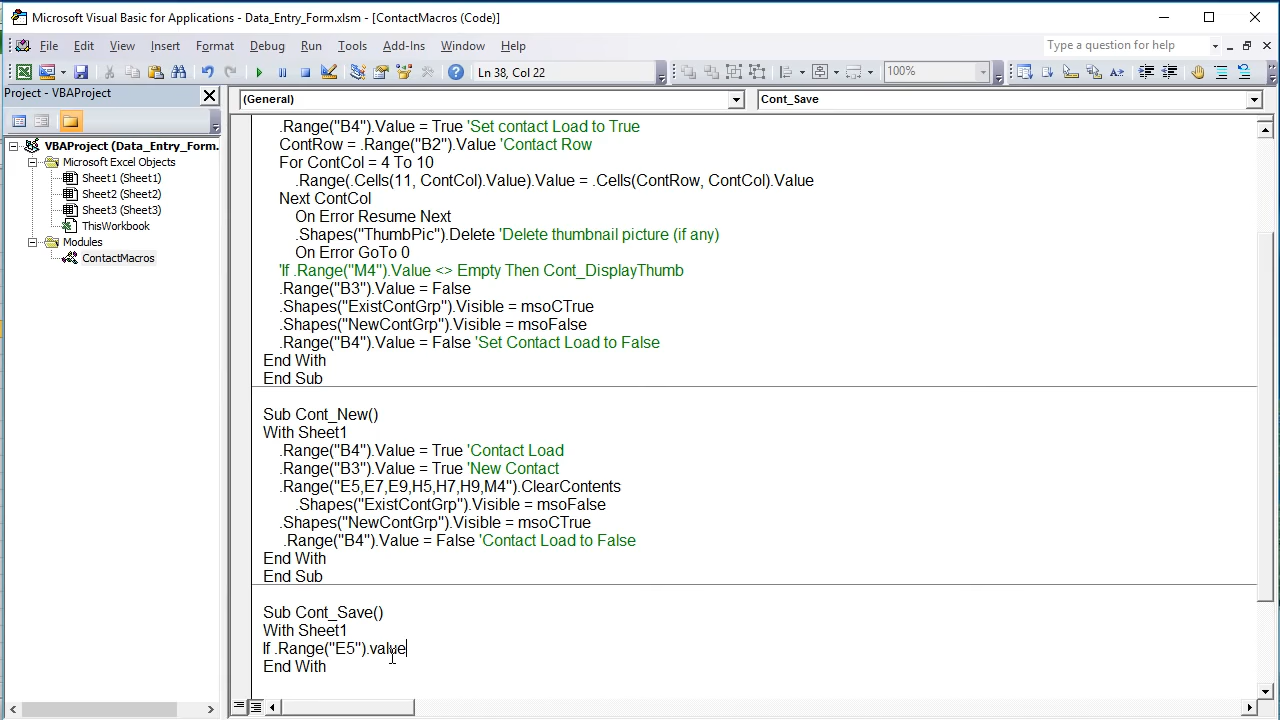 Microsoft Visual Basic for Applications - Data_Entry_Form.xlsm - [ContactMacros (Code)]
File Edit View Insert Format Debug Run Tools Add-Ins Window Help
Type a question for help
Ln 38, Col 22
100%
Project - VBAProject
(General)
Cont_Save
VBAProject (Data_Entry_Form.
Microsoft Excel Objects
Sheet1 (Sheet1)
Sheet2 (Sheet2)
Sheet3 (Sheet3)
ThisWorkbook
Modules
ContactMacros
.Range("B4").Value = True 'Set contact Load to True
ContRow = .Range("B2").Value 'Contact Row
For ContCol = 4 To 10
.Range(.Cells(11, ContCol).Value).Value = .Cells(ContRow, ContCol).Value
Next ContCol
On Error Resume Next
.Shapes("ThumbPic").Delete 'Delete thumbnail picture (if any)
On Error GoTo 0
'If .Range("M4").Value <> Empty Then Cont_DisplayThumb
.Range("B3").Value = False
.Shapes("ExistContGrp").Visible = msoCTrue
.Shapes("NewContGrp").Visible = msoFalse
.Range("B4").Value = False 'Set Contact Load to False
End With
End Sub
Sub Cont_New()
With Sheet1
.Range("B4").Value = True 'Contact Load
.Range("B3").Value = True 'New Contact
.Range("E5,E7,E9,H5,H7,H9,M4").ClearContents
.Shapes("ExistContGrp").Visible = msoFalse
.Shapes("NewContGrp").Visible = msoCTrue
.Range("B4").Value = False 'Contact Load to False
End With
End Sub
Sub Cont_Save()
With Sheet1
If .Range("E5").value
End With